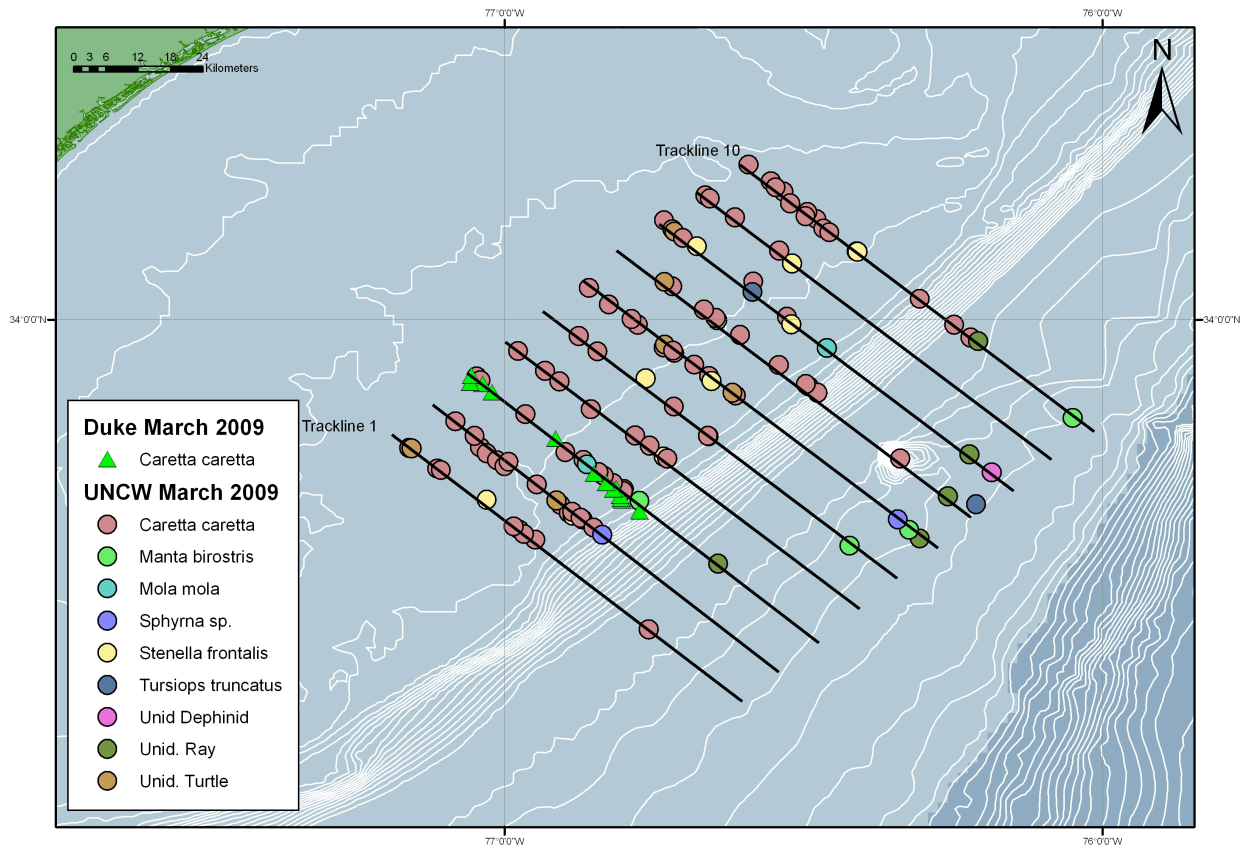 77°0'0"W 76°0'0"W
0 3 6 12 18 24
Kilometers
N
Trackline 10
34°0'0"N 34°0'0"N
Trackline 1
Duke March 2009
Caretta caretta
UNCW March 2009
Caretta caretta
Manta birostris
Mola mola
Sphyrna sp.
Stenella frontalis
Tursiops truncatus
Unid Dephinid
Unid. Ray
Unid. Turtle
77°0'0"W 76°0'0"W